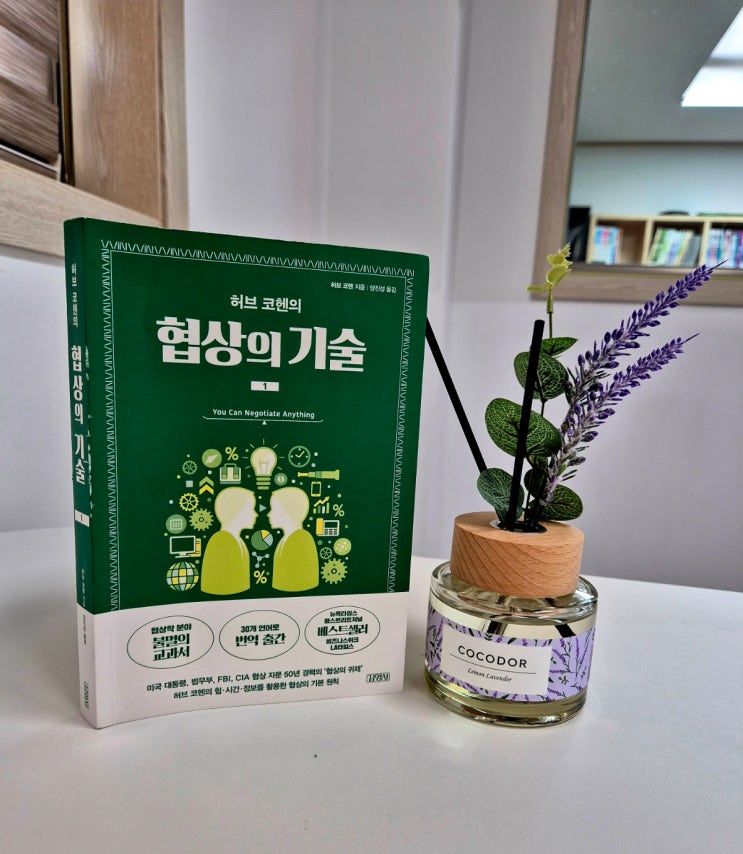 허브 코헨의 협상의 기술 1
허브 코헨 지음 | 양진성 옮김
허브 코헨의
협상의 기술
1
You Can Negotiate Anything
%
%
%
협상학 분야
불멸의
교과서
30개 언어로
번역 출간
뉴욕타임스
월스트리트저널
베스트셀러
비즈니스위크
LA타임스
미국 대통령, 법무부, FBI, CIA 협상 자문 50년 경력의 '협상의 귀재'
허브 코헨의 힘·시간·정보를 활용한 협상의 기본 원칙
김영사
COCODOR
Lemon Lavender